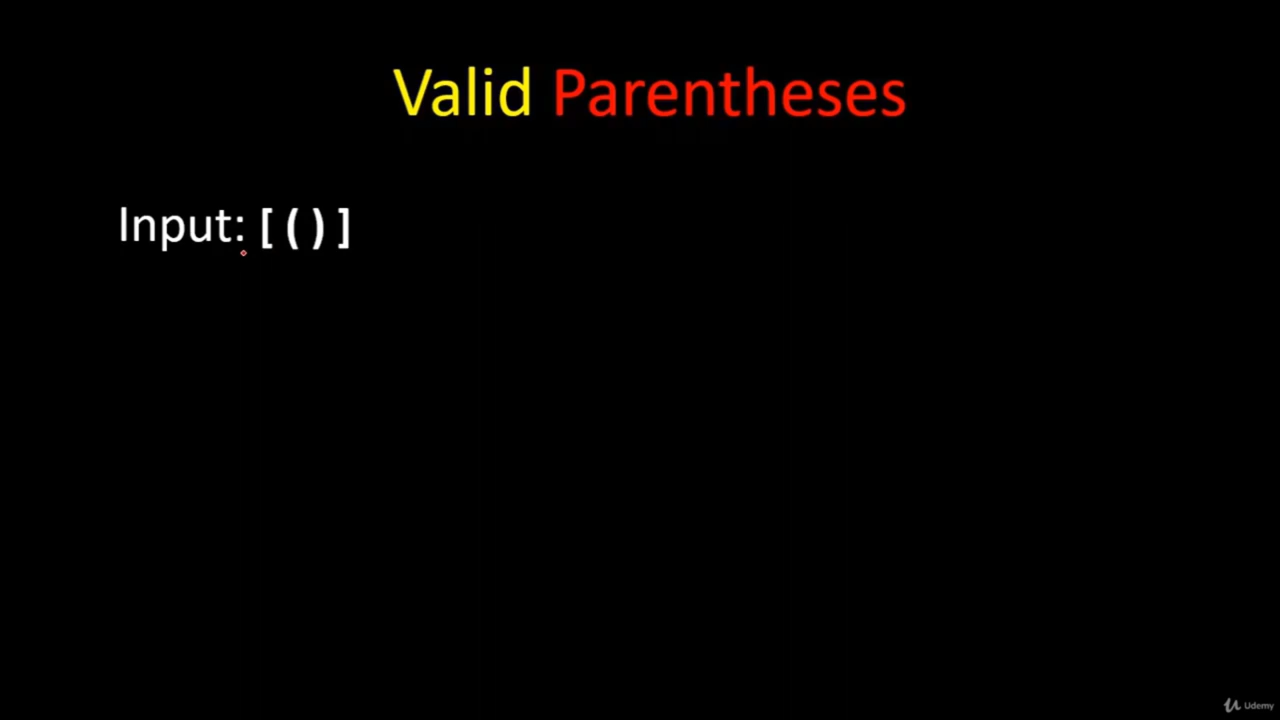 Valid Parentheses
Input: [ ( ) ]
Udemy